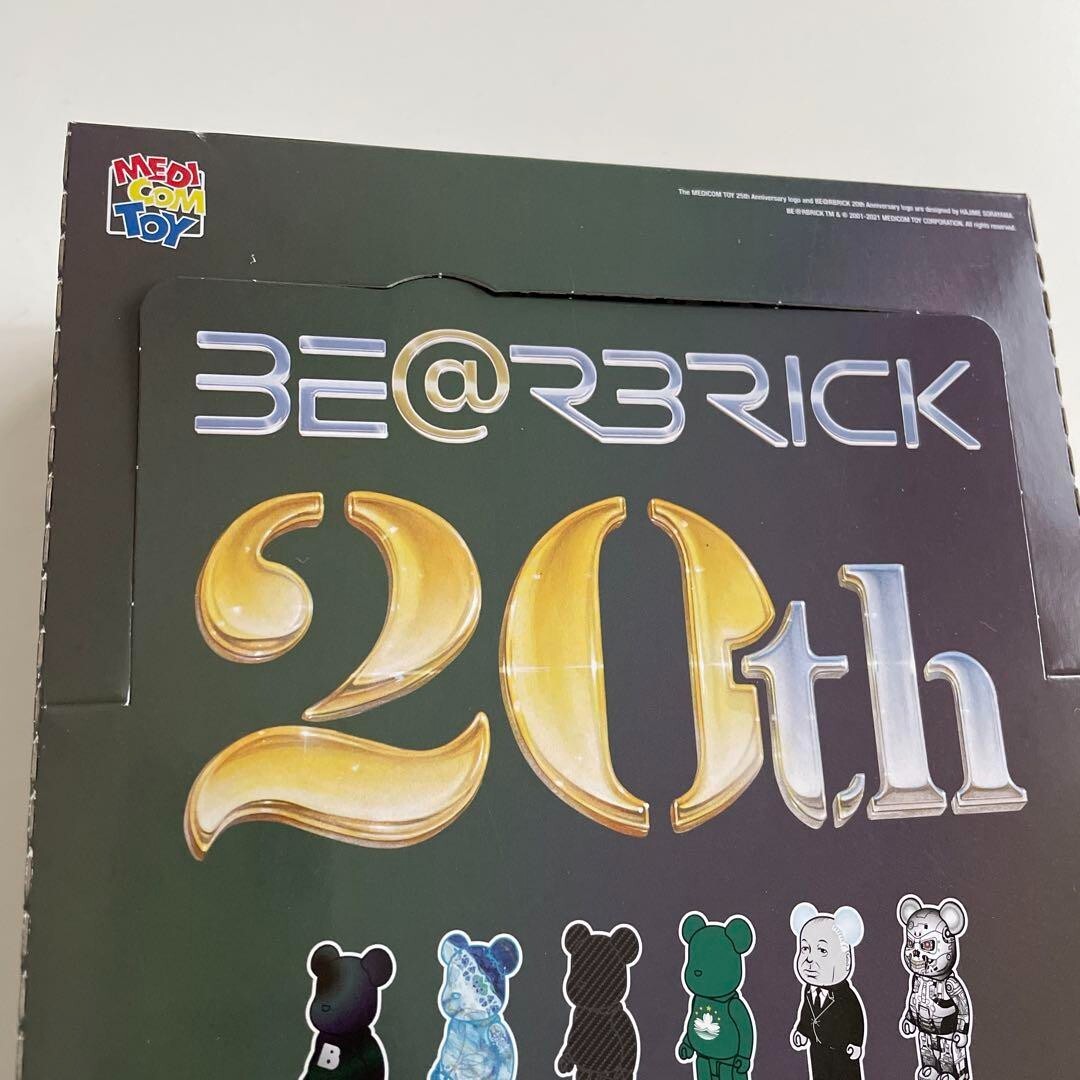 MEDI
COM
TOY
The MEDICOM TOY 25th Anniversary logo and BE@RBRICK 20th Anniversary logo are designed by HAJIME SORAYAMA.
BE@RBRICK TM & © 2001-2021 MEDICOM TOY CORPORATION. All rights reserved.
BE@RBRICK
20th
B